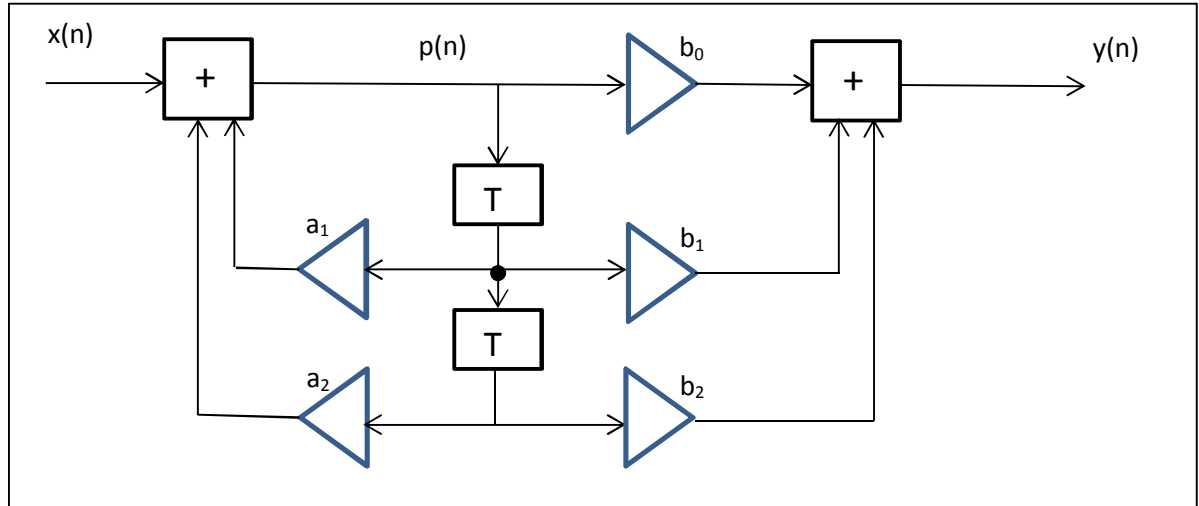 x(n) p(n) b₀ y(n)
+ +
T
a₁ b₁
T
a₂ b₂